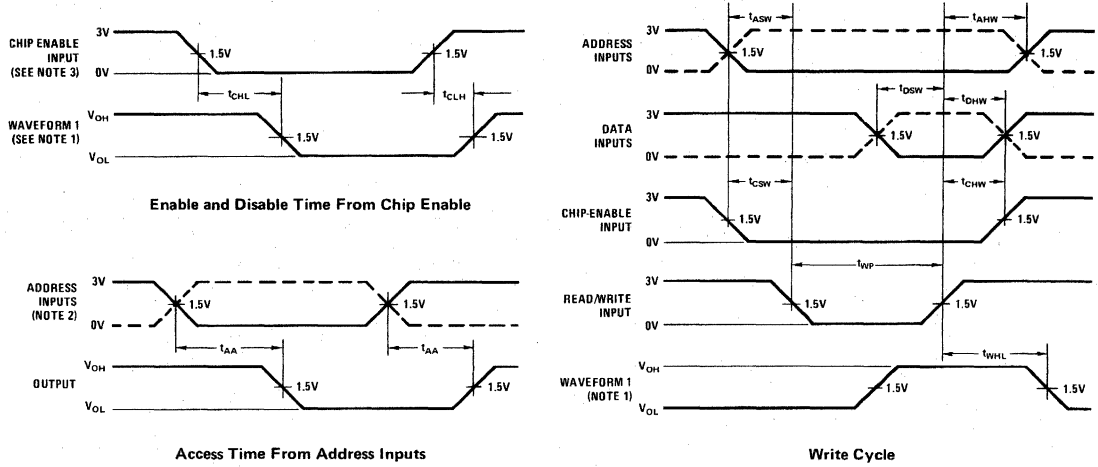 CHIP ENABLE
INPUT
(SEE NOTE 3)
3V
0V
1.5V
1.5V
tCHL
tCLH
WAVEFORM 1
(SEE NOTE 1)
VOH
VOL
1.5V
1.5V
Enable and Disable Time From Chip Enable
ADDRESS
INPUTS
(NOTE 2)
3V
0V
1.5V
1.5V
tAA
tAA
OUTPUT
VOH
VOL
1.5V
1.5V
Access Time From Address Inputs
tASW
tAHW
ADDRESS
INPUTS
3V
0V
1.5V
1.5V
tDSW
tDHW
DATA
INPUTS
3V
0V
1.5V
1.5V
tCSW
tCHW
CHIP-ENABLE
INPUT
3V
0V
1.5V
1.5V
tWP
READ/WRITE
INPUT
3V
0V
1.5V
1.5V
tWHL
WAVEFORM 1
(NOTE 1)
VOH
VOL
1.5V
1.5V
Write Cycle